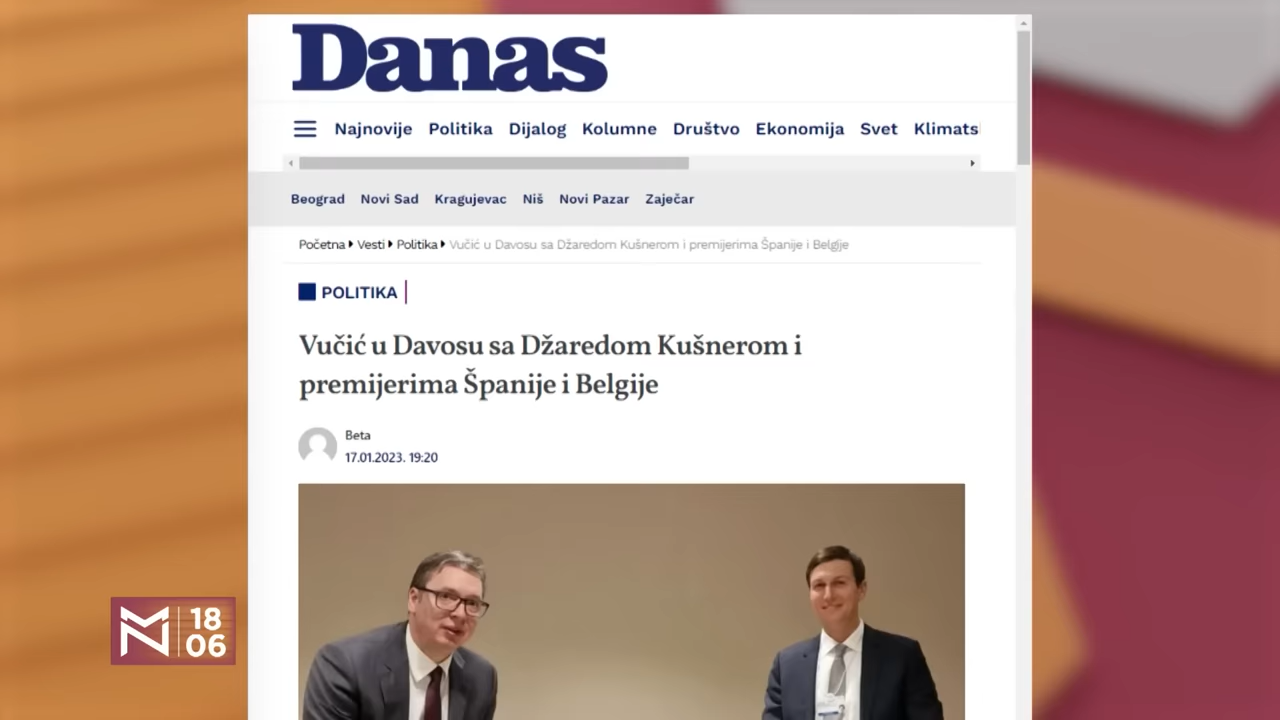 Danas
Najnovije Politika Dijalog Kolumne Društvo Ekonomija Svet Klimats
Beograd Novi Sad Kragujevac Niš Novi Pazar Zaječar
Početna Vesti Politika Vučić u Davosu sa Džaredom Kušnerom i premijerima Španije i Belgije
POLITIKA
Vučić u Davosu sa Džaredom Kušnerom i
premijerima Španije i Belgije
Beta
17.01.2023. 19:20
18
06